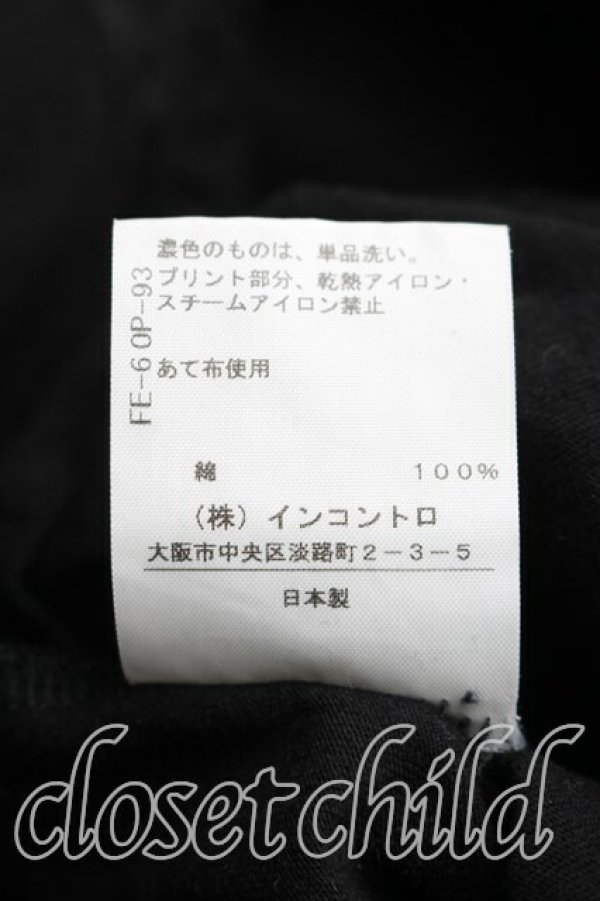 濃色のものは、単品洗い。
プリント部分、乾熱アイロン・
スチームアイロン禁止
あて布使用
FE-6 0P-93
綿 100%
(株)インコントロ
大阪市中央区淡路町2-3-5
日本製
closet child